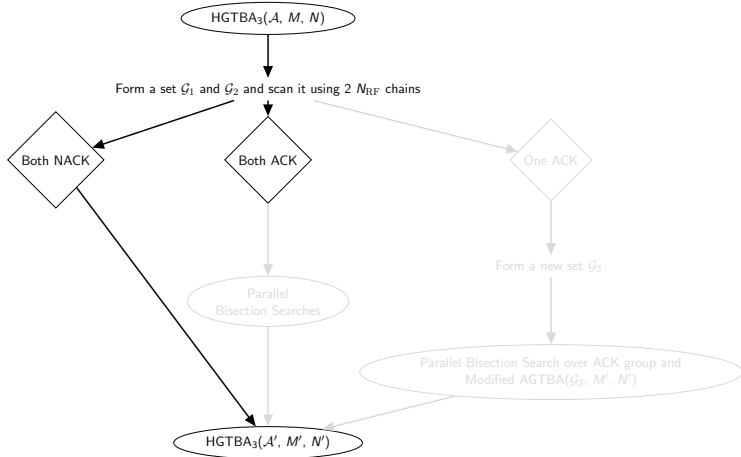 HGTBA₃(𝒜, M, N)
Form a set 𝒢₁ and 𝒢₂ and scan it using 2 N_RF chains
Both NACK
Both ACK
One ACK
Form a new set 𝒢₃
Parallel
Bisection Searches
Parallel Bisection Search over ACK group and
Modified AGTBA(𝒢₃, M′, N′)
HGTBA₃(𝒜′, M′, N′)